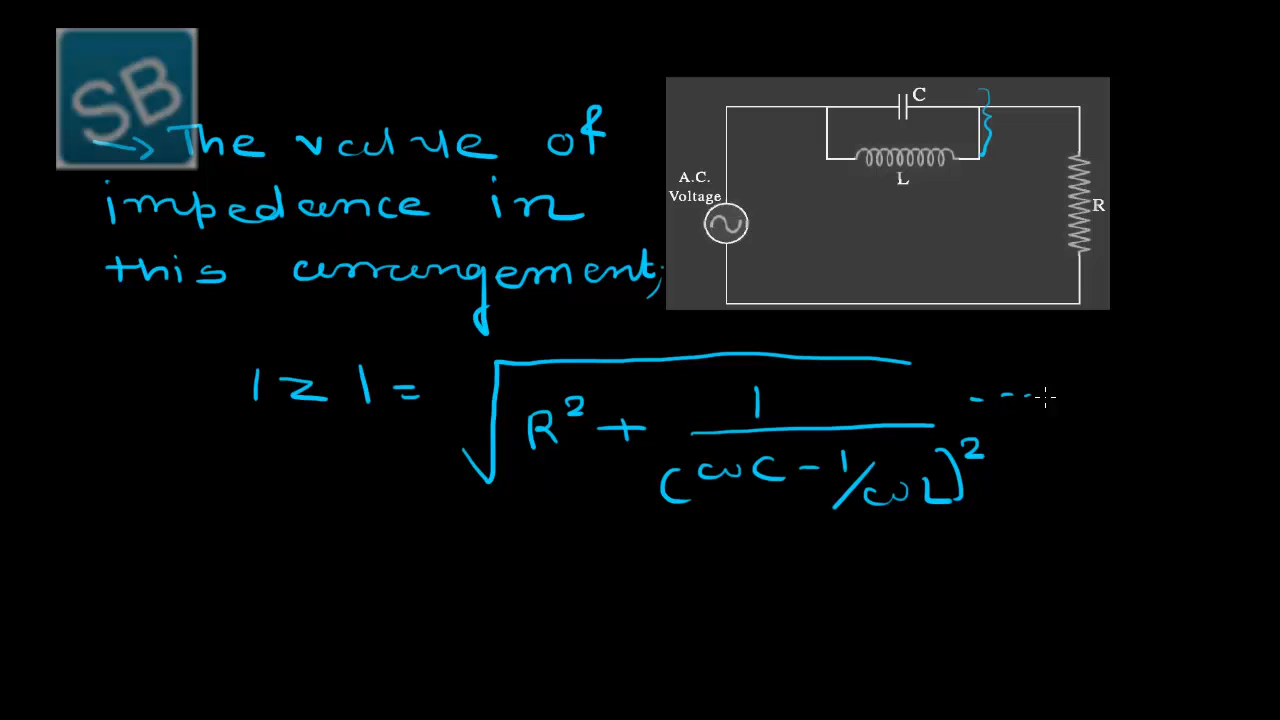 SB
→ The value of
impedance in
this arrangement,
C
L
A.C.
Voltage
R
|Z| = √(R² + 1/(ωC - 1/ωL)²) ----